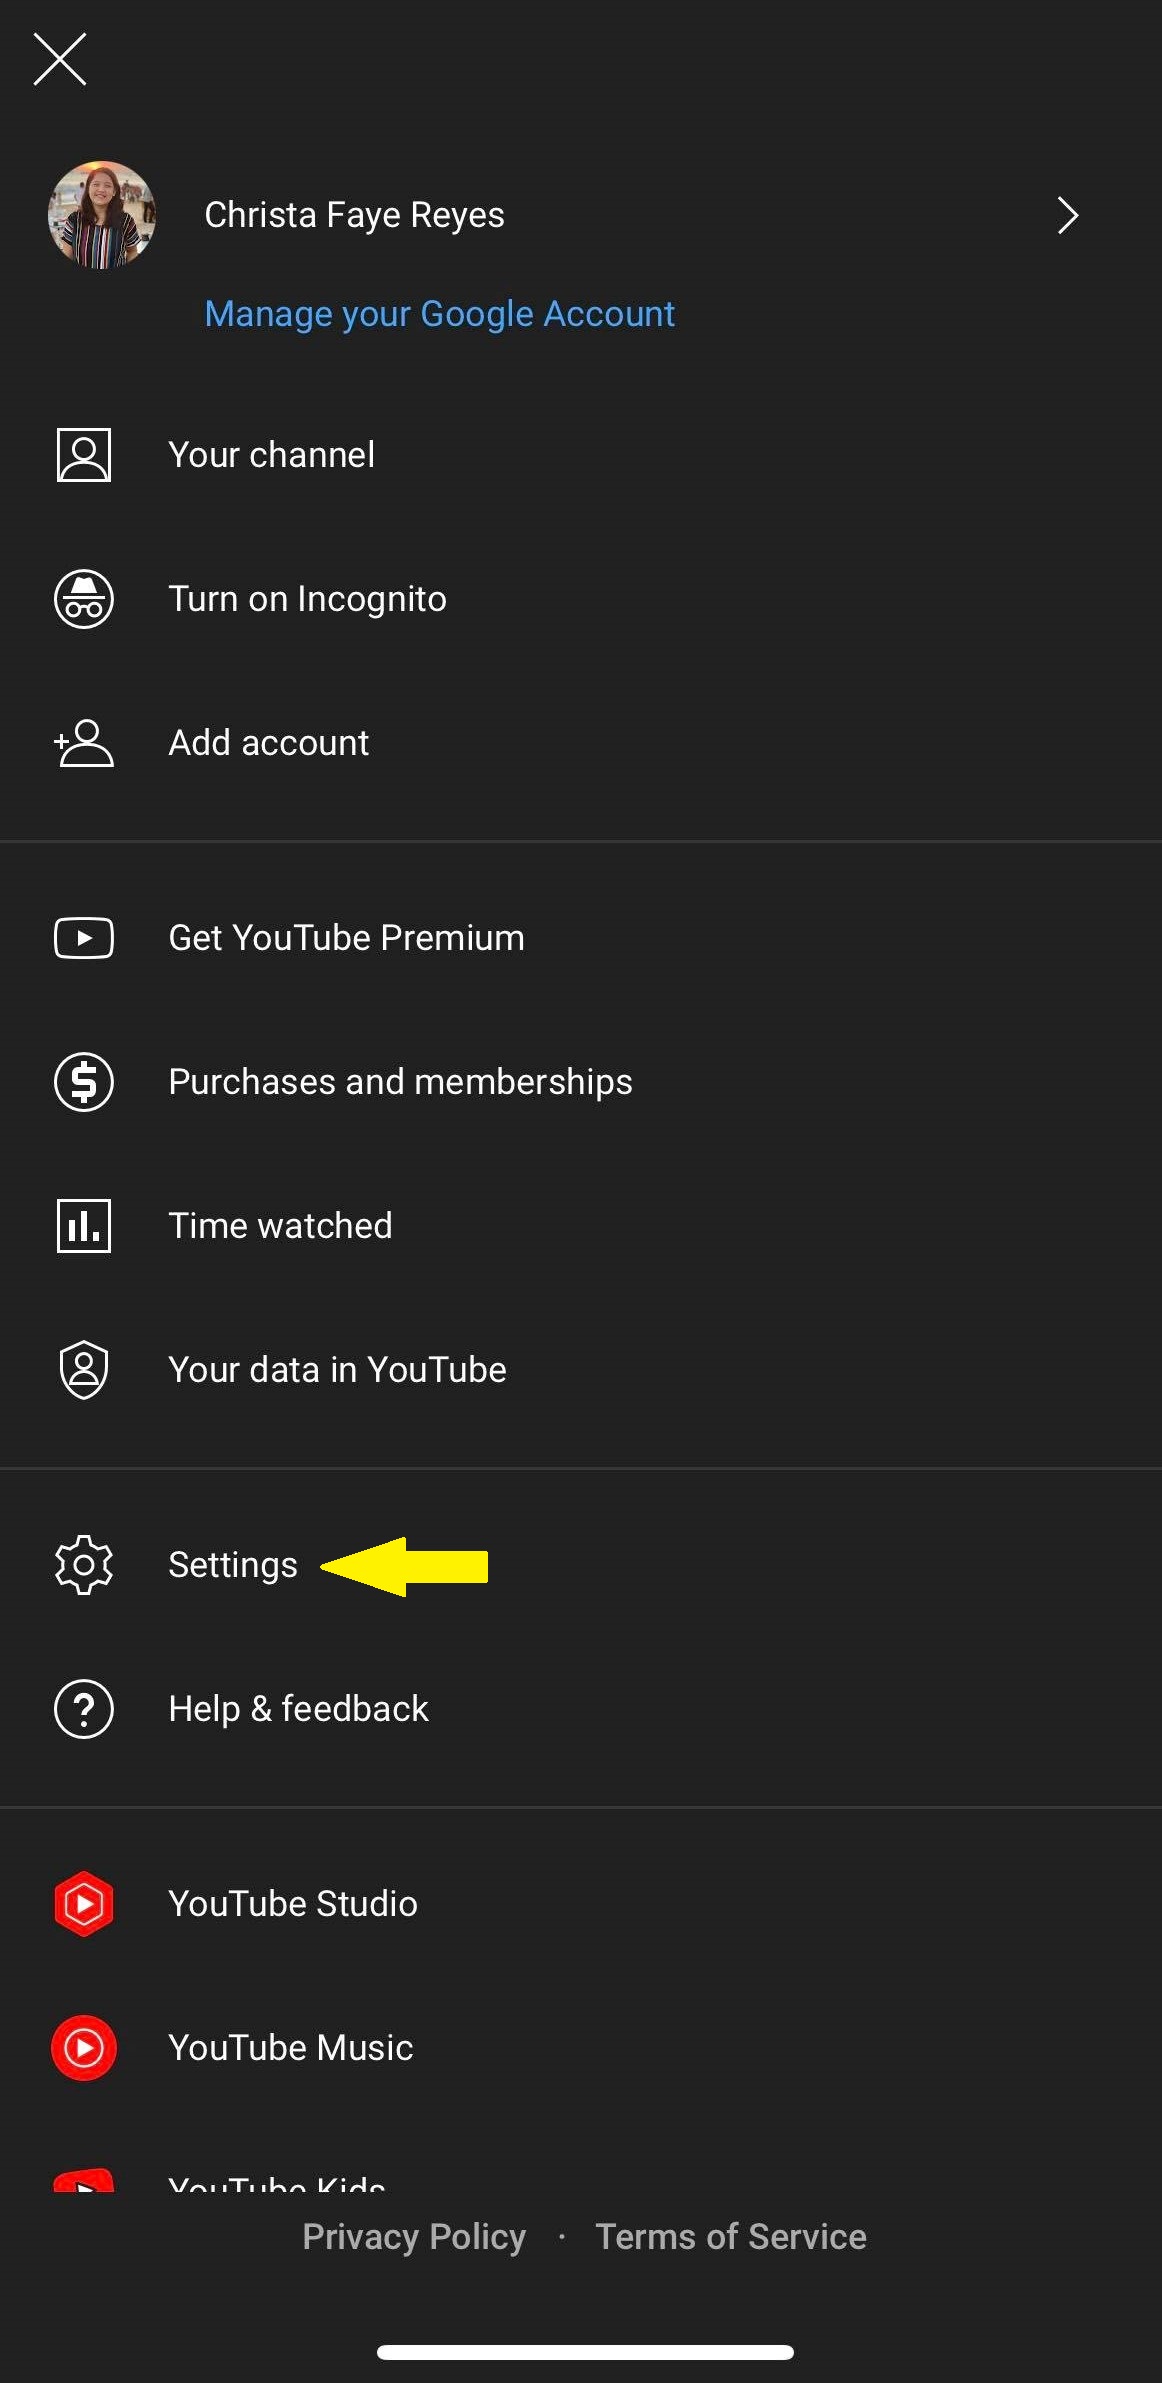 Christa Faye Reyes
Manage your Google Account
Your channel
Turn on Incognito
Add account
Get YouTube Premium
Purchases and memberships
Time watched
Your data in YouTube
Settings
Help & feedback
YouTube Studio
YouTube Music
YouTube Kids
Privacy Policy · Terms of Service